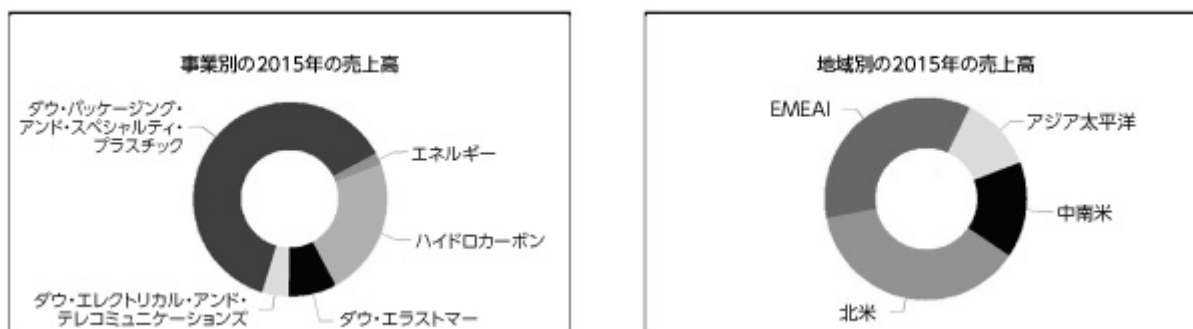 事業別の2015年の売上高
ダウ・パッケージング・
アンド・スペシャルティ・
プラスチック
エネルギー
ハイドロカーボン
ダウ・エレクトリカル・アンド・
テレコミュニケーションズ
ダウ・エラストマー
地域別の2015年の売上高
EMEAI
アジア太平洋
中南米
北米